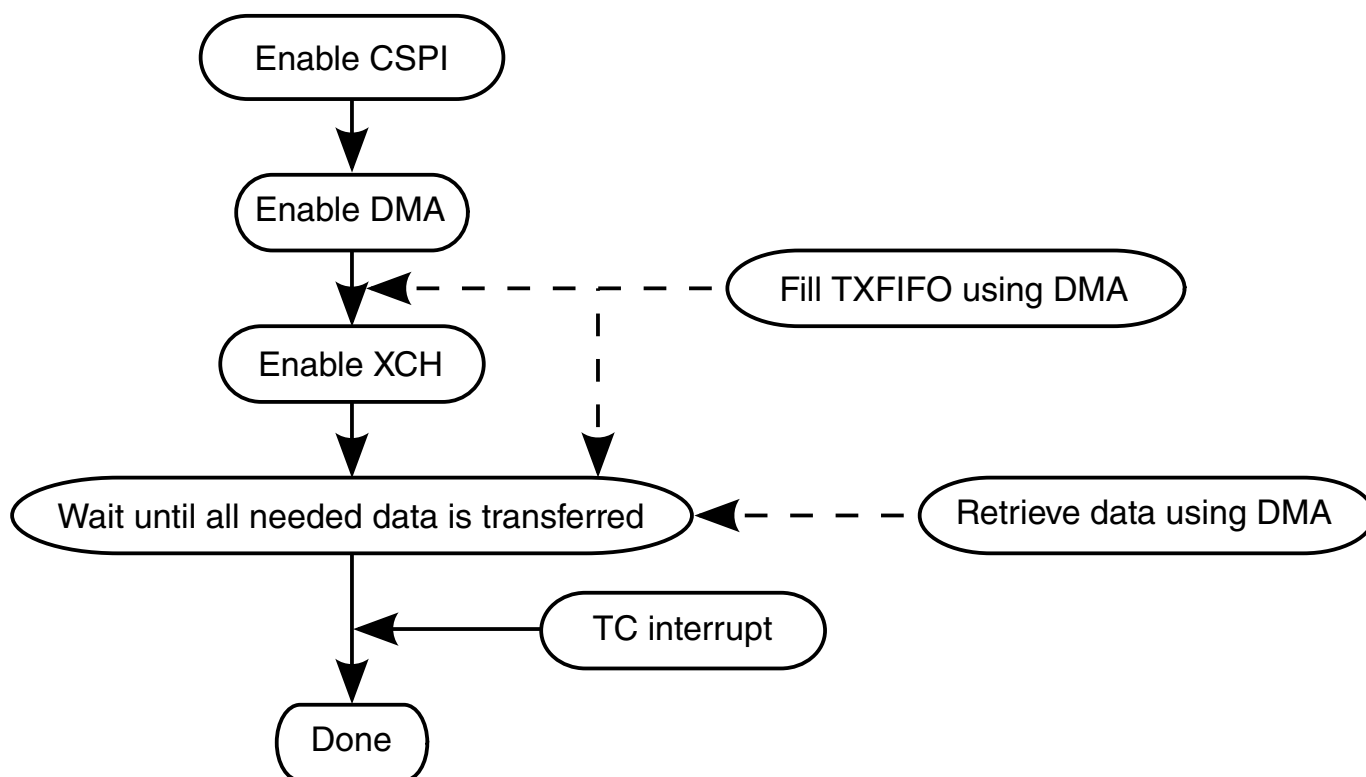 Enable CSPI
Enable DMA
Fill TXFIFO using DMA
Enable XCH
Wait until all needed data is transferred
Retrieve data using DMA
TC interrupt
Done